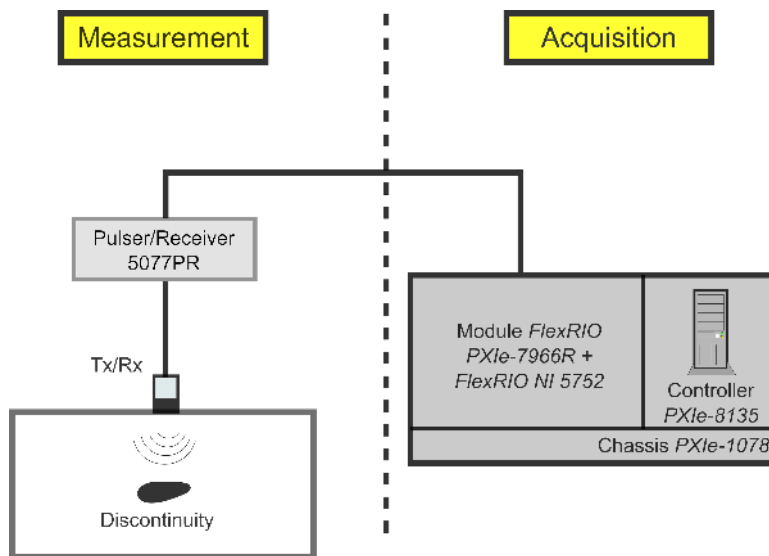 Measurement
Acquisition
Pulser/Receiver
5077PR
Tx/Rx
Discontinuity
Module FlexRIO
PXIe-7966R +
FlexRIO NI 5752
Controller
PXIe-8135
Chassis PXIe-1078